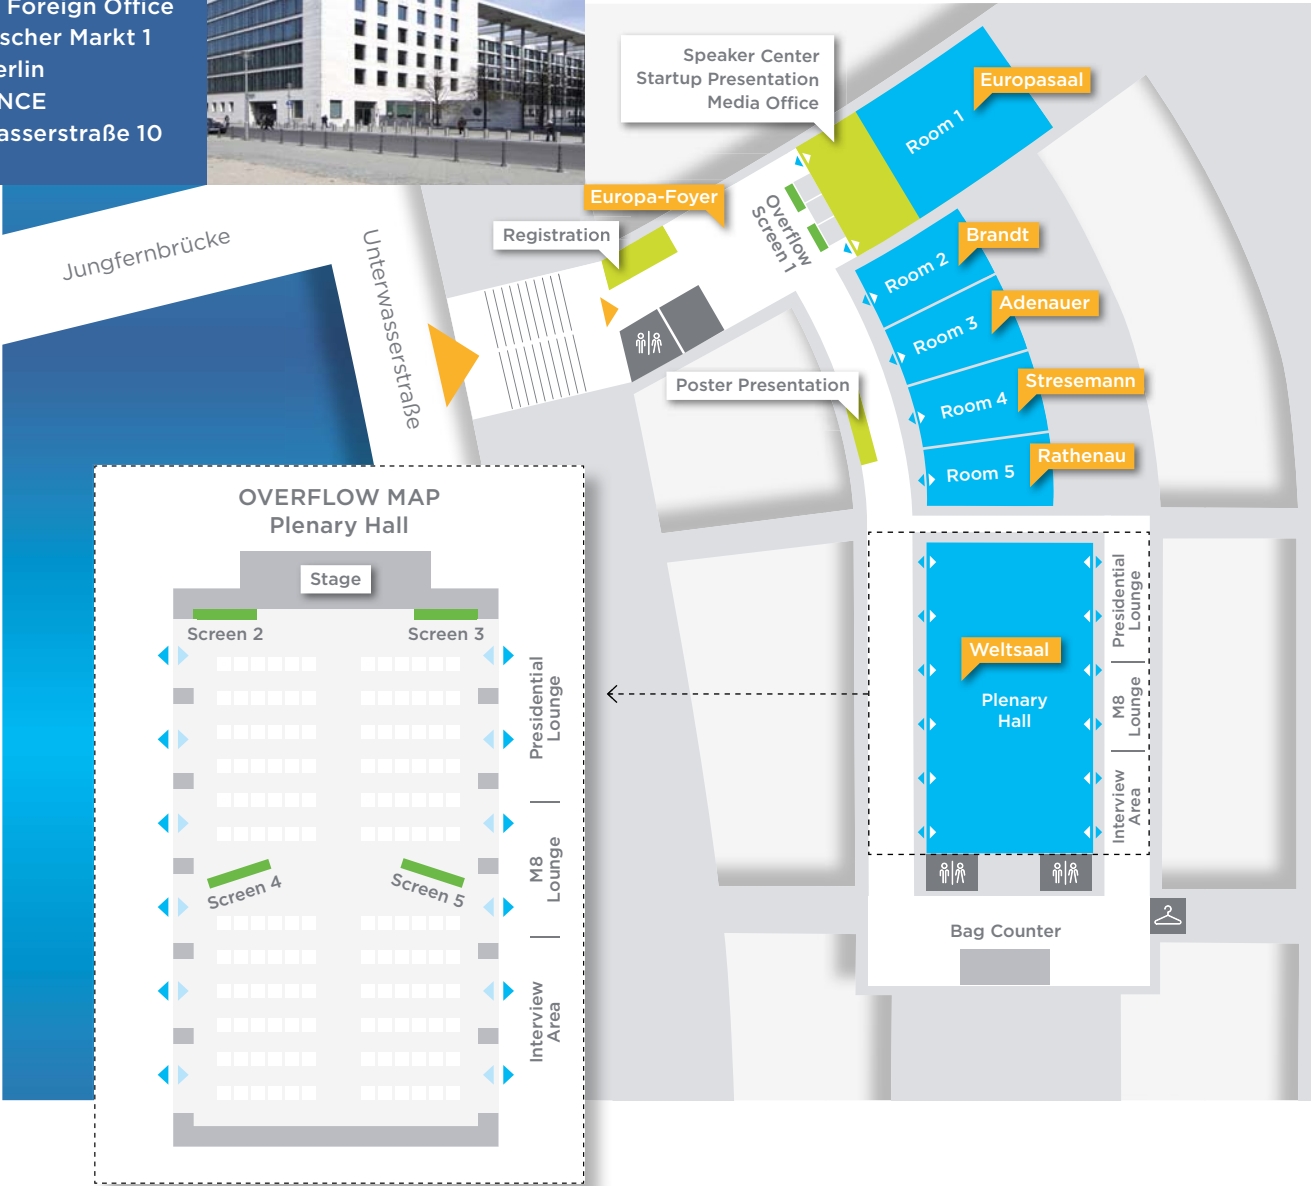 Foreign Office
scher Markt 1
erlin
NCE
asserstraße 10
Speaker Center
Startup Presentation
Media Office
Europasaal
Room 1
Europa-Foyer
Overflow
Screen 1
Registration
Jungfernbrücke
Unterwasserstraße
Brandt
Room 2
Adenauer
Room 3
Poster Presentation
Stresemann
Room 4
Rathenau
Room 5
OVERFLOW MAP
Plenary Hall
Stage
Screen 2
Screen 3
Presidential
Lounge
M8
Lounge
Interview
Area
Screen 4
Screen 5
Weltsaal
Plenary
Hall
Presidential
Lounge
M8
Lounge
Interview
Area
Bag Counter